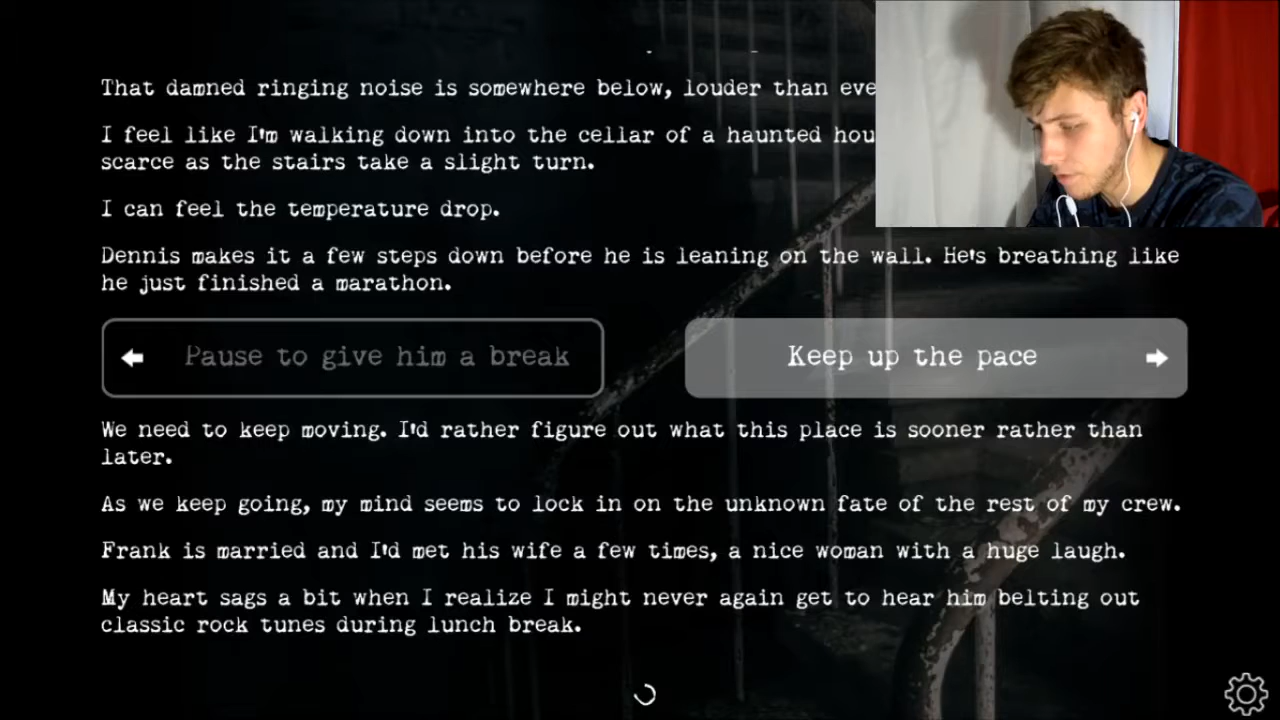 That damned ringing noise is somewhere below, louder than
I feel like I'm walking down into the cellar of a haunted
scarce as the stairs take a slight turn.
I can feel the temperature drop.
Dennis makes it a few steps down before he is leaning on the wall. He's breathing like
he just finished a marathon.
Pause to give him a break
Keep up the pace
We need to keep moving. I'd rather figure out what this place is sooner rather than
later.
As we keep going, my mind seems to lock in on the unknown fate of the rest of my crew.
Frank is married and I'd met his wife a few times, a nice woman with a huge laugh.
My heart sags a bit when I realize I might never again get to hear him belting out
classic rock tunes during lunch break.